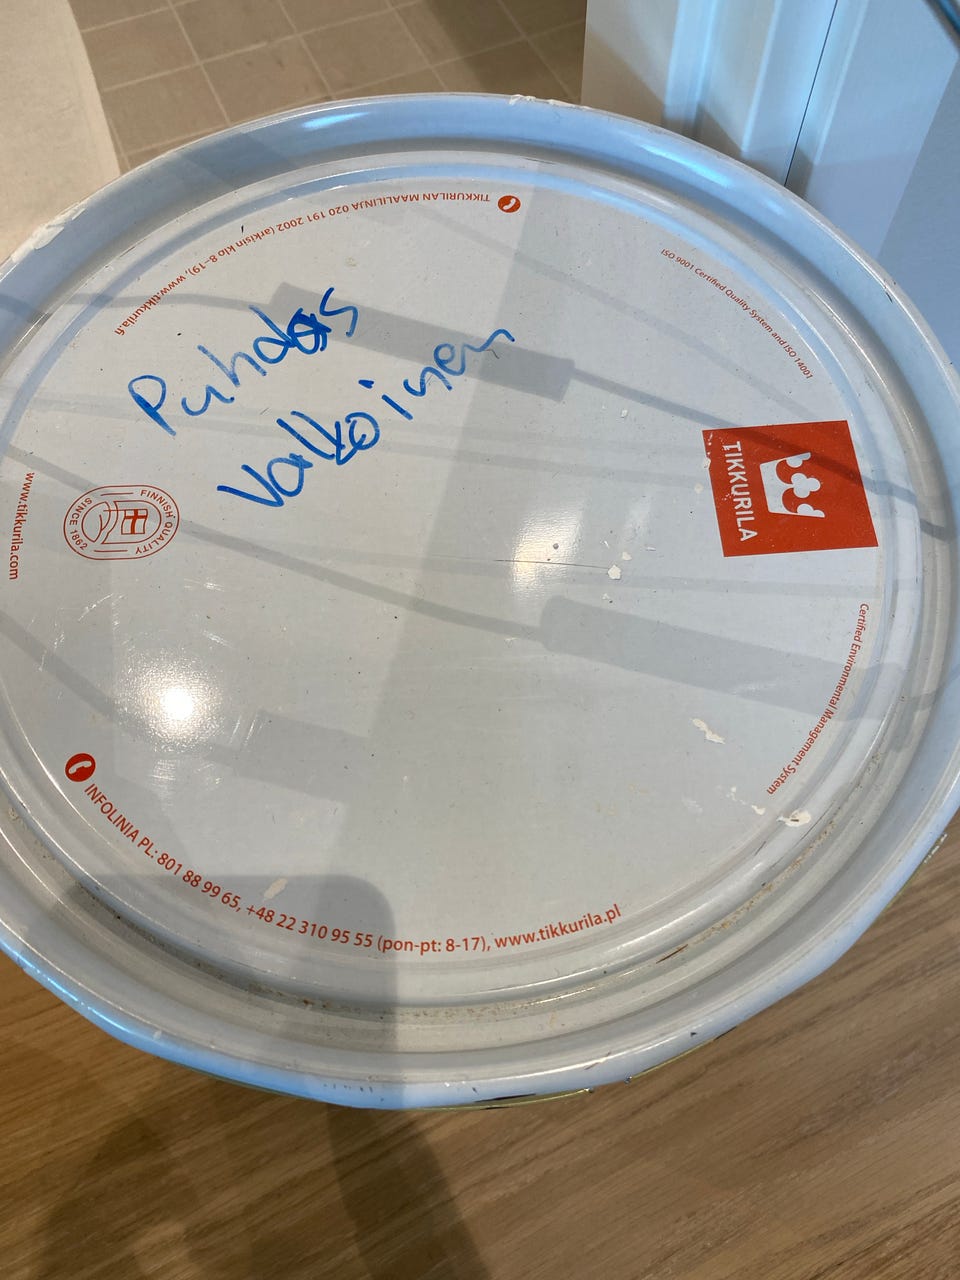 TIKKURILAN MAALILINJA 020 191 2002 (arkisin klo 8–19), www.tikkurila.fi
ISO 9001 Certified Quality System and ISO 14001
Certified Environmental Management System
Puhdas
Valkoinen
TIKKURILA
FINNISH QUALITY
SINCE 1862
www.tikkurila.com
INFOLINIA PL: 801 88 99 65, +48 22 310 95 55 (pon-pt: 8-17), www.tikkurila.pl